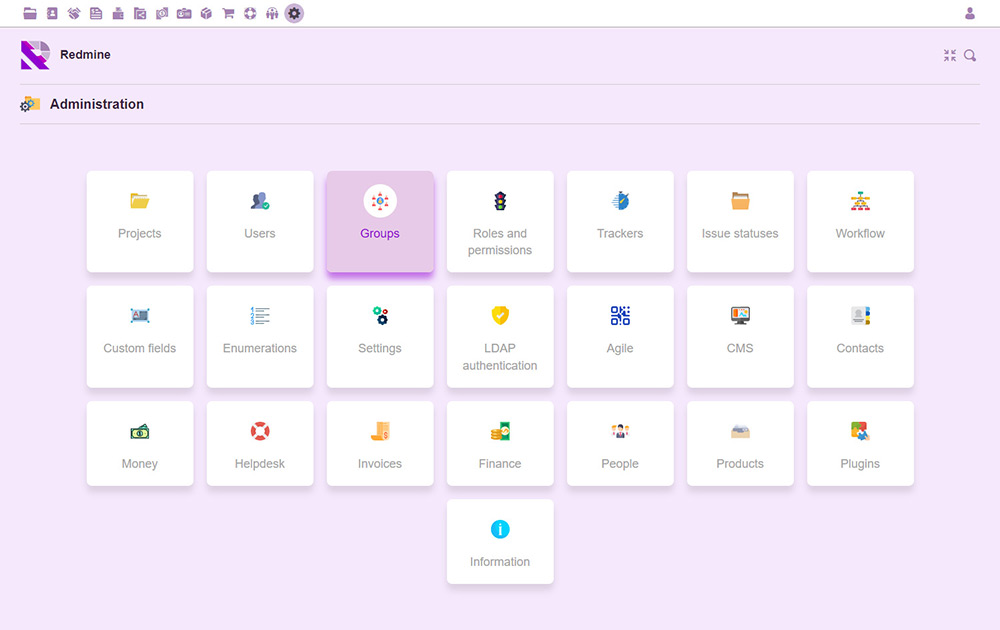 Redmine
Administration
Projects
Users
Groups
Roles and
permissions
Trackers
Issue statuses
Workflow
Custom fields
Enumerations
Settings
LDAP
authentication
Agile
CMS
Contacts
Money
Helpdesk
Invoices
Finance
People
Products
Plugins
Information